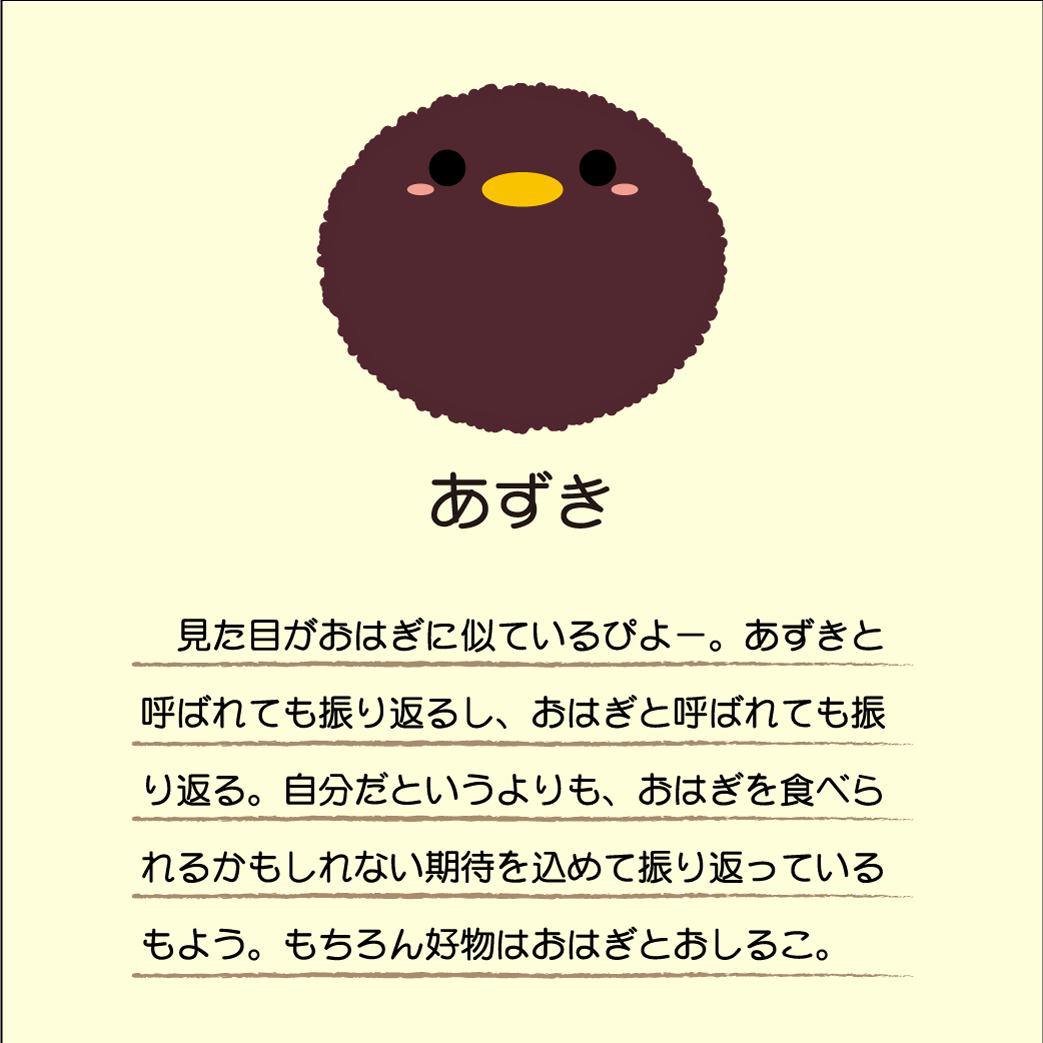 あずき
見た目がおはぎに似ているぴよー。あずきと
呼ばれても振り返るし、おはぎと呼ばれても振
り返る。自分だというよりも、おはぎを食べら
れるかもしれない期待を込めて振り返っている
もよう。もちろん好物はおはぎとおしるこ。